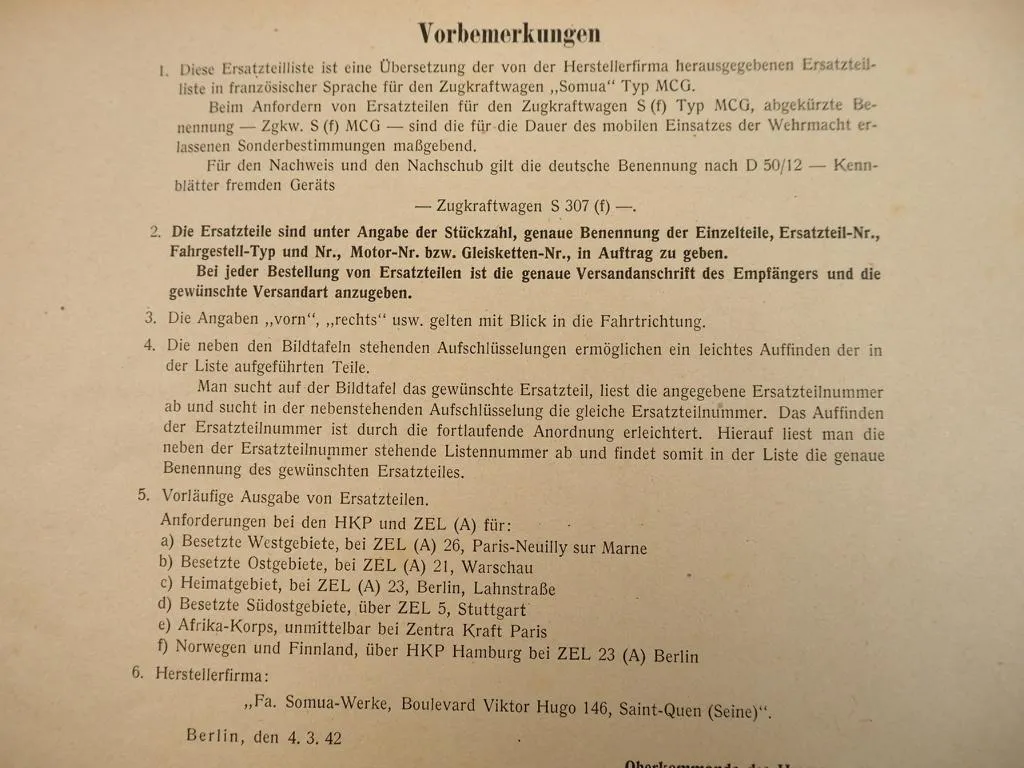 Vorbemerkungen
1. Diese Ersatzteilliste ist eine Übersetzung der von der Herstellerfirma herausgegebenen Ersatzteil-
liste in französischer Sprache für den Zugkraftwagen „Somua“ Typ MCG.
Beim Anfordern von Ersatzteilen für den Zugkraftwagen S (f) Typ MCG, abgekürzte Be-
nennung — Zgkw. S (f) MCG — sind die für die Dauer des mobilen Einsatzes der Wehrmacht er-
lassenen Sonderbestimmungen maßgebend.
Für den Nachweis und den Nachschub gilt die deutsche Benennung nach D 50/12 — Kenn-
blätter fremden Geräts
— Zugkraftwagen S 307 (f) —.
2. Die Ersatzteile sind unter Angabe der Stückzahl, genaue Benennung der Einzelteile, Ersatzteil-Nr.,
Fahrgestell-Typ und Nr., Motor-Nr. bzw. Gleisketten-Nr., in Auftrag zu geben.
Bei jeder Bestellung von Ersatzteilen ist die genaue Versandanschrift des Empfängers und die
gewünschte Versandart anzugeben.
3. Die Angaben „vorn“, „rechts“ usw. gelten mit Blick in die Fahrtrichtung.
4. Die neben den Bildtafeln stehenden Aufschlüsselungen ermöglichen ein leichtes Auffinden der in
der Liste aufgeführten Teile.
Man sucht auf der Bildtafel das gewünschte Ersatzteil, liest die angegebene Ersatzteilnummer
ab und sucht in der nebenstehenden Aufschlüsselung die gleiche Ersatzteilnummer. Das Auffinden
der Ersatzteilnummer ist durch die fortlaufende Anordnung erleichtert. Hierauf liest man die
neben der Ersatzteilnummer stehende Listennummer ab und findet somit in der Liste die genaue
Benennung des gewünschten Ersatzteiles.
5. Vorläufige Ausgabe von Ersatzteilen.
Anforderungen bei den HKP und ZEL (A) für:
a) Besetzte Westgebiete, bei ZEL (A) 26, Paris-Neuilly sur Marne
b) Besetzte Ostgebiete, bei ZEL (A) 21, Warschau
c) Heimatgebiet, bei ZEL (A) 23, Berlin, Lahnstraße
d) Besetzte Südostgebiete, über ZEL 5, Stuttgart
e) Afrika-Korps, unmittelbar bei Zentra Kraft Paris
f) Norwegen und Finnland, über HKP Hamburg bei ZEL 23 (A) Berlin
6. Herstellerfirma:
„Fa. Somua-Werke, Boulevard Viktor Hugo 146, Saint-Quen (Seine)“.
Berlin, den 4. 3. 42